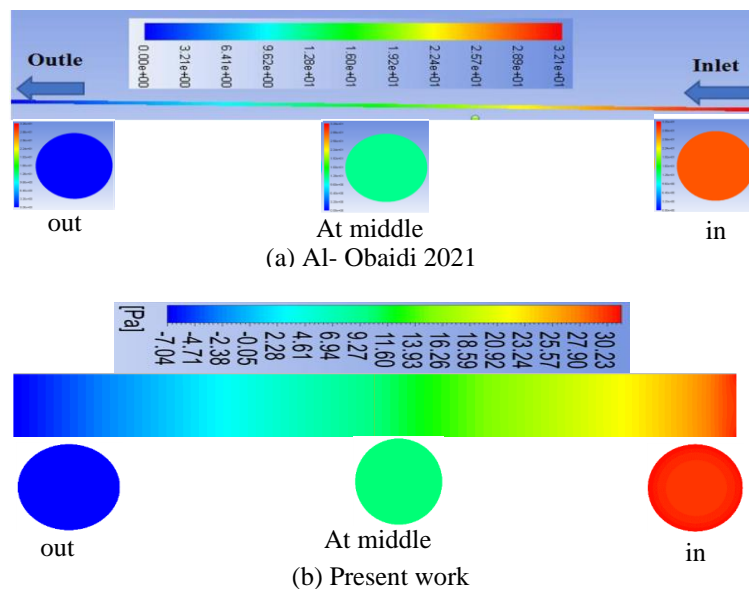 Outle
Inlet
0.00e+00 3.21e+00 6.41e+00 9.62e+00 1.28e+01 1.60e+01 1.92e+01 2.24e+01 2.57e+01 2.89e+01 3.21e+01
out
At middle
in
(a) Al- Obaidi 2021
[Pa]
-7.04 -4.71 -2.38 -0.05 2.28 4.61 6.94 9.27 11.60 13.93 16.26 18.59 20.92 23.24 25.57 27.90 30.23
out
At middle
in
(b) Present work